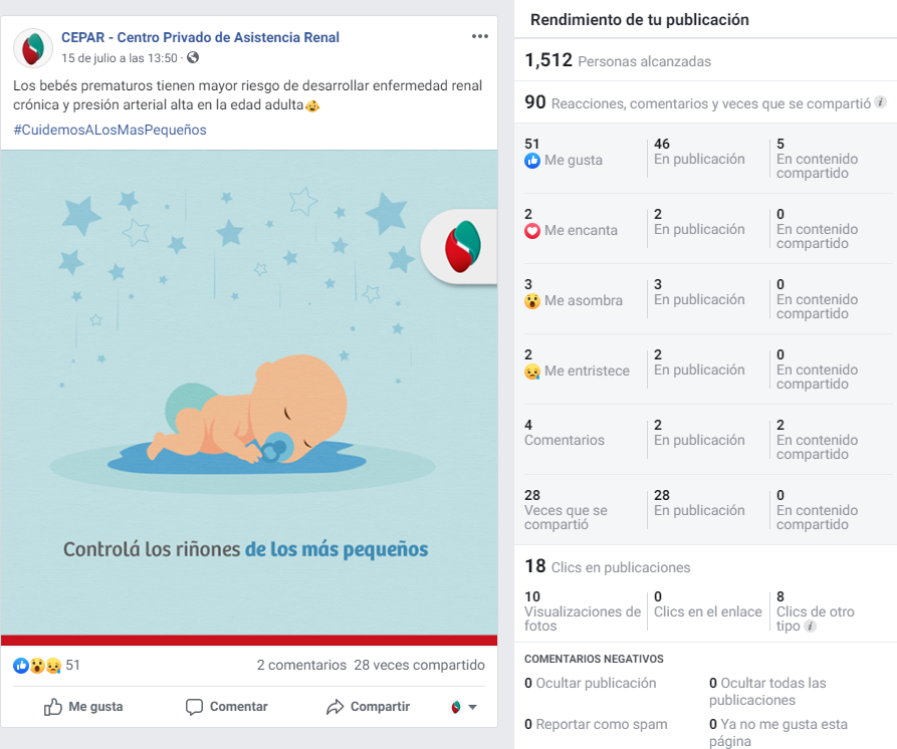 CEPAR - Centro Privado de Asistencia Renal
15 de julio a las 13:50 ·
Los bebés prematuros tienen mayor riesgo de desarrollar enfermedad renal
crónica y presión arterial alta en la edad adulta
#CuidemosALosMasPequeños
Controlá los riñones de los más pequeños
51
2 comentarios 28 veces compartido
Me gusta Comentar Compartir
Rendimiento de tu publicación
1,512 Personas alcanzadas
90 Reacciones, comentarios y veces que se compartió
51 46 5
Me gusta En publicación En contenido
compartido
2 2 0
Me encanta En publicación En contenido
compartido
3 3 0
Me asombra En publicación En contenido
compartido
2 2 0
Me entristece En publicación En contenido
compartido
4 2 2
Comentarios En publicación En contenido
compartido
28 28 0
Veces que se En publicación En contenido
compartió compartido
18 Clics en publicaciones
10 0 8
Visualizaciones de Clics en el enlace Clics de otro
fotos tipo
COMENTARIOS NEGATIVOS
0 Ocultar publicación 0 Ocultar todas las
publicaciones
0 Reportar como spam 0 Ya no me gusta esta
página